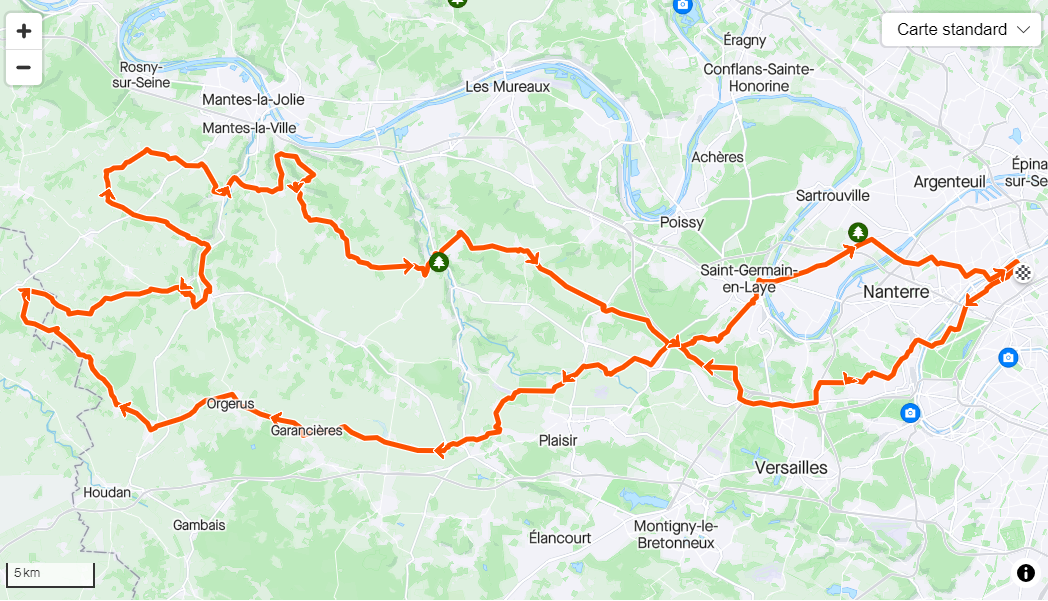 +
Carte standard
−
Éragny
Rosny-
sur-Seine
Conflans-Sainte-
Honorine
Les Mureaux
Mantes-la-Jolie
Mantes-la-Ville
Achères
Épina
sur-Se
Argenteuil
Sartrouville
Poissy
Saint-Germain-
en-Laye
Nanterre
Orgerus
Garancières
Plaisir
Versailles
Houdan
Gambais
Montigny-le-
Bretonneux
Élancourt
5 km
i